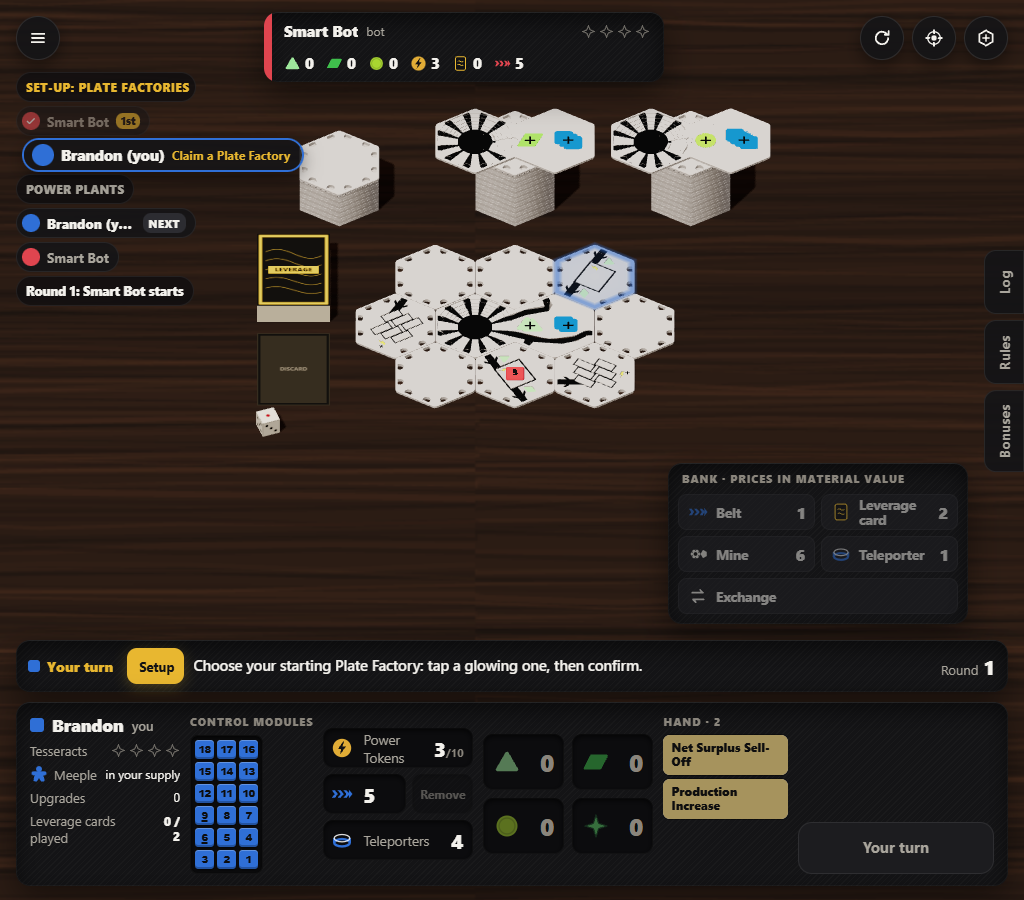 Smart Bot bot
0 0 0 3 0 5
SET-UP: PLATE FACTORIES
Smart Bot 1st
Brandon (you) Claim a Plate Factory
POWER PLANTS
Brandon (y... NEXT
Smart Bot
Round 1: Smart Bot starts
LEVERAGE
DISCARD
3
Log
Rules
Bonuses
BANK · PRICES IN MATERIAL VALUE
Belt 1
Leverage card 2
Mine 6
Teleporter 1
Exchange
Your turn Setup Choose your starting Plate Factory: tap a glowing one, then confirm.
Round 1
Brandon you
Tesseracts
Meeple in your supply
Upgrades 0
Leverage cards played 0 / 2
CONTROL MODULES
18 17 16
15 14 13
12 11 10
9 8 7
6 5 4
3 2 1
Power Tokens 3/10
5 Remove
Teleporters 4
0 0
0 0
HAND · 2
Net Surplus Sell-Off
Production Increase
Your turn